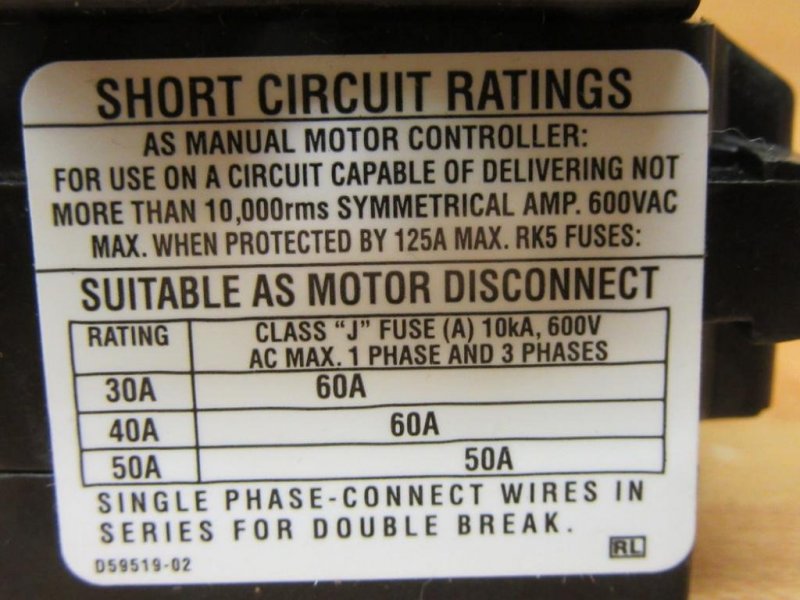 SHORT CIRCUIT RATINGS
AS MANUAL MOTOR CONTROLLER:
FOR USE ON A CIRCUIT CAPABLE OF DELIVERING NOT
MORE THAN 10,000rms SYMMETRICAL AMP. 600VAC
MAX. WHEN PROTECTED BY 125A MAX. RK5 FUSES:
SUITABLE AS MOTOR DISCONNECT
RATING CLASS "J" FUSE (A) 10kA, 600V
AC MAX. 1 PHASE AND 3 PHASES
30A 60A
40A 60A
50A 50A
SINGLE PHASE-CONNECT WIRES IN
SERIES FOR DOUBLE BREAK.
D59519-02 RL